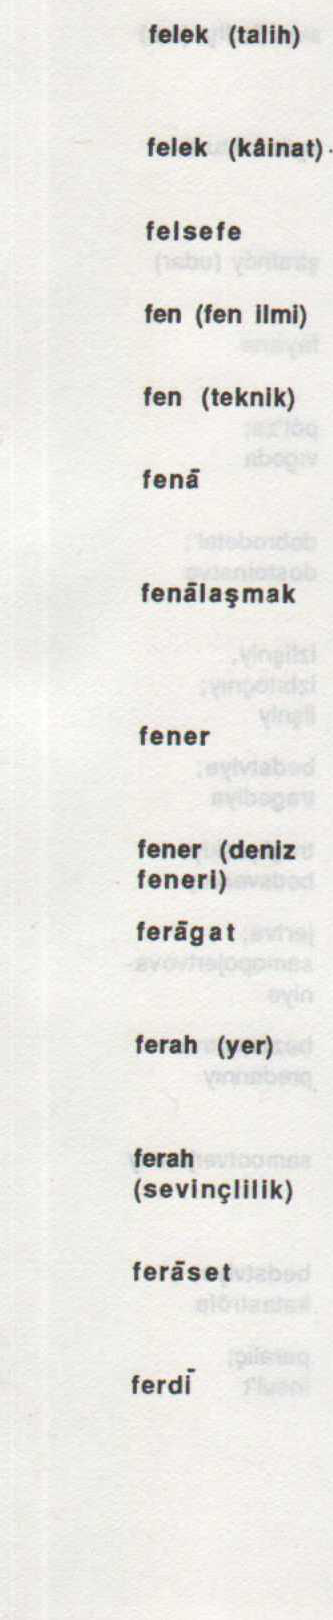 felek (talih)
felek (kâinat)
felsefe
fen (fen ilmi)
fen (teknik)
fenā
fenālaşmak
fener
fener (deniz
feneri)
ferāgat
ferah (yer)
ferah
(sevinçlilik)
ferāset
ferdī